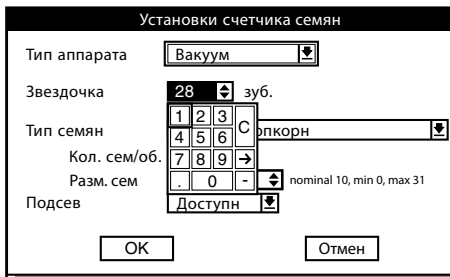 Установки счетчика семян
Тип аппарата Вакуум
Звездочка 28 зуб.
1 2 3 C
Тип семян опкорн
4 5 6
Кол. сем/об. 7 8 9 →
Разм. сем . 0 - nominal 10, min 0, max 31
Подсев Доступн
OK Отмен